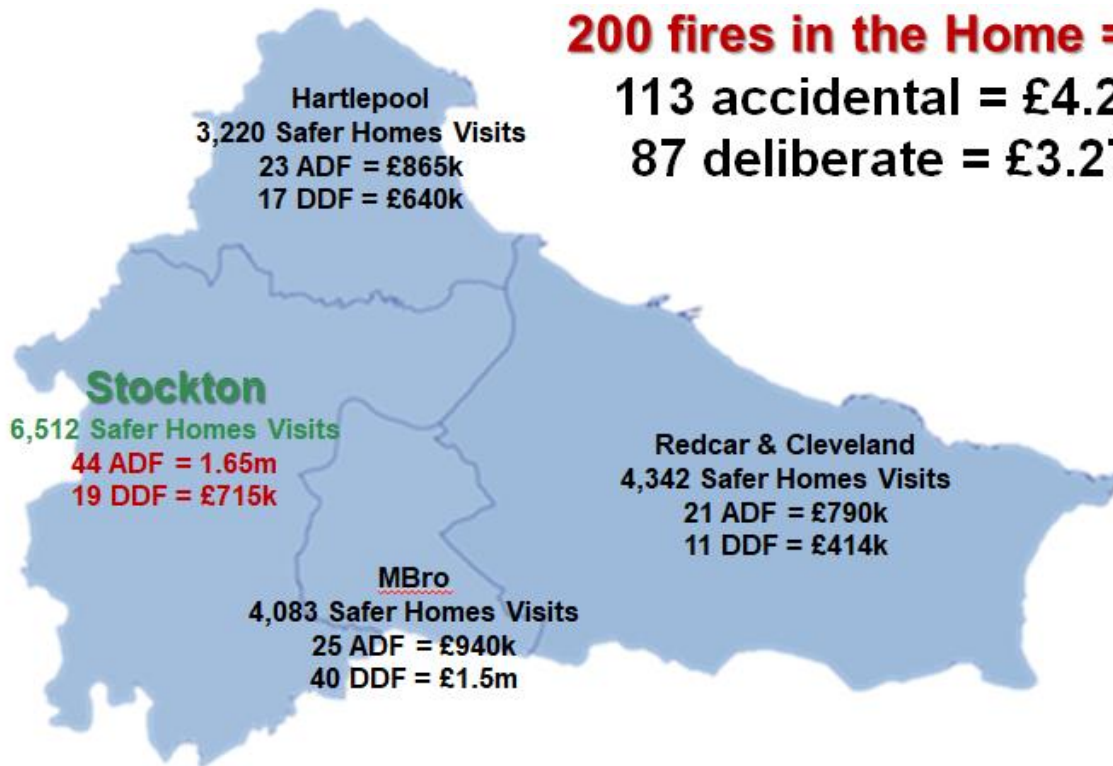 200 fires in the Home =
113 accidental = £4.2
87 deliberate = £3.27
Hartlepool
3,220 Safer Homes Visits
23 ADF = £865k
17 DDF = £640k
Stockton
6,512 Safer Homes Visits
44 ADF = 1.65m
19 DDF = £715k
Redcar & Cleveland
4,342 Safer Homes Visits
21 ADF = £790k
11 DDF = £414k
MBro
4,083 Safer Homes Visits
25 ADF = £940k
40 DDF = £1.5m